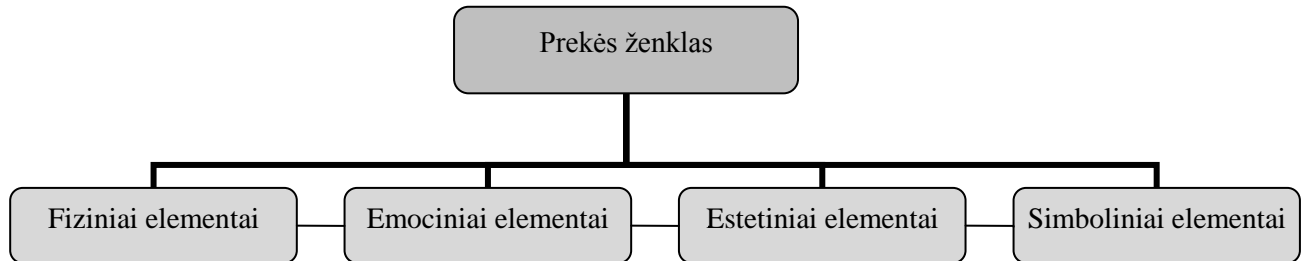 Prekės ženklas
Fiziniai elementai
Emociniai elementai
Estetiniai elementai
Simboliniai elementai